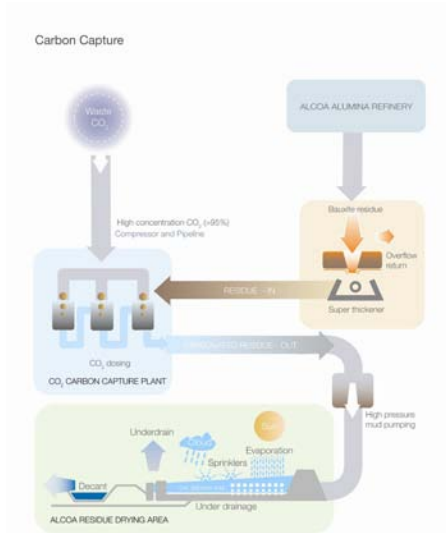 Carbon Capture
Waste
CO₂
ALCOA ALUMINA REFINERY
High concentration CO₂ (>95%)
Compressor and Pipeline
Bauxite residue
Overflow
return
RESIDUE - IN
Super thickener
CO₂ dosing
CO₂ CARBON CAPTURE PLANT
CARBONATED RESIDUE - OUT
High pressure
mud pumping
Underdrain
Cloud
Sun
Evaporation
Sprinklers
Decant
Under drainage
ALCOA RESIDUE DRYING AREA